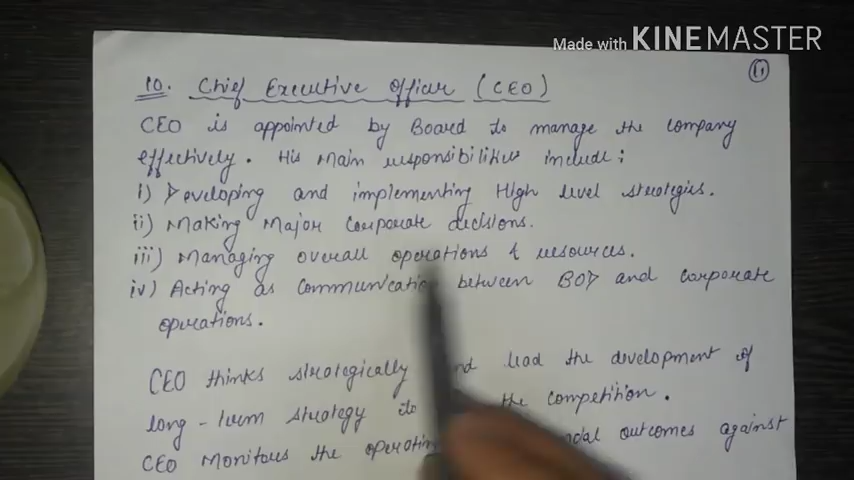 Made with KINEMASTER
11
10. Chief Executive Officer (CEO)
CEO is appointed by Board to manage the company
effectively. His Main responsibilities include:
i) Developing and implementing High level strategies.
ii) Making Major Corporate decisions.
iii) Managing overall operations & resources.
iv) Acting as Communication between BOD and corporate
operations.
CEO thinks strategically and lead the development of
long-term strategy to the competition.
CEO Monitors the operating outcomes against